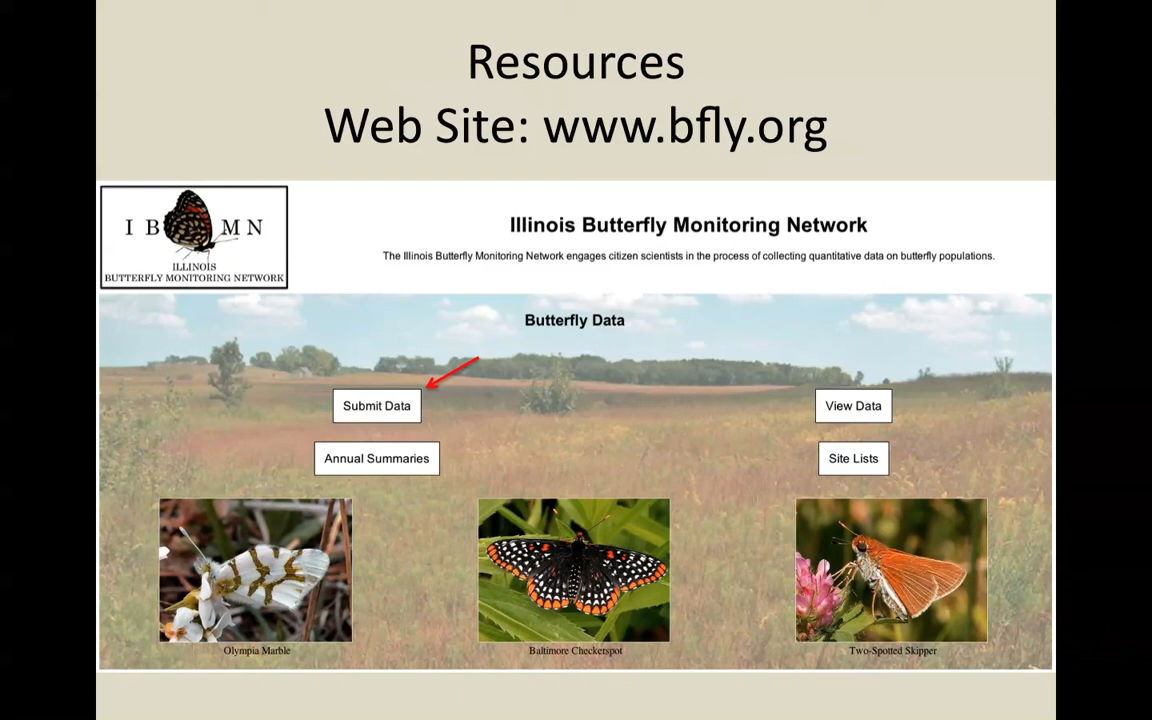 Resources
Web Site: www.bfly.org
I B M N
ILLINOIS
BUTTERFLY MONITORING NETWORK
Illinois Butterfly Monitoring Network
The Illinois Butterfly Monitoring Network engages citizen scientists in the process of collecting quantitative data on butterfly populations.
Butterfly Data
Submit Data
View Data
Annual Summaries
Site Lists
Olympia Marble
Baltimore Checkerspot
Two-Spotted Skipper